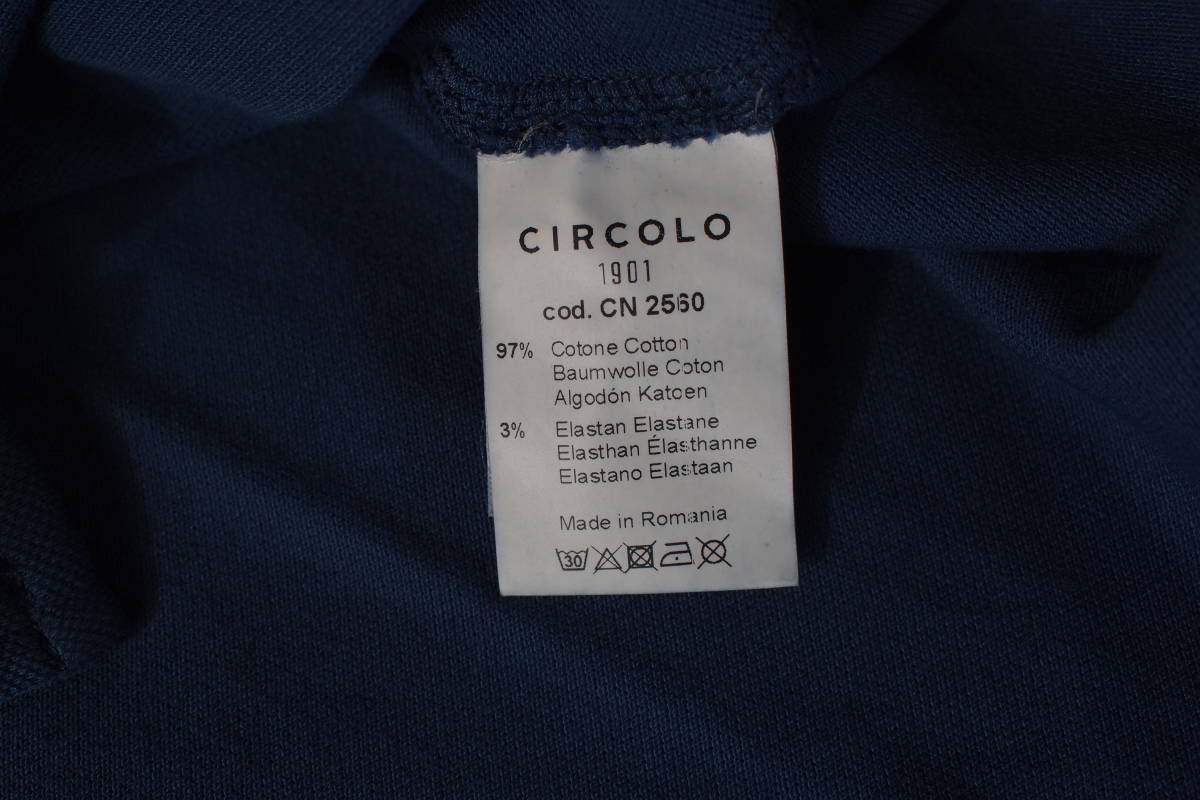 CIRCOLO
1901
cod. CN 2560
97% Cotone Cotton
Baumwolle Coton
Algodón Katoen
3% Elastan Elastane
Elasthan Élasthanne
Elastano Elastaan
Made in Romania
30